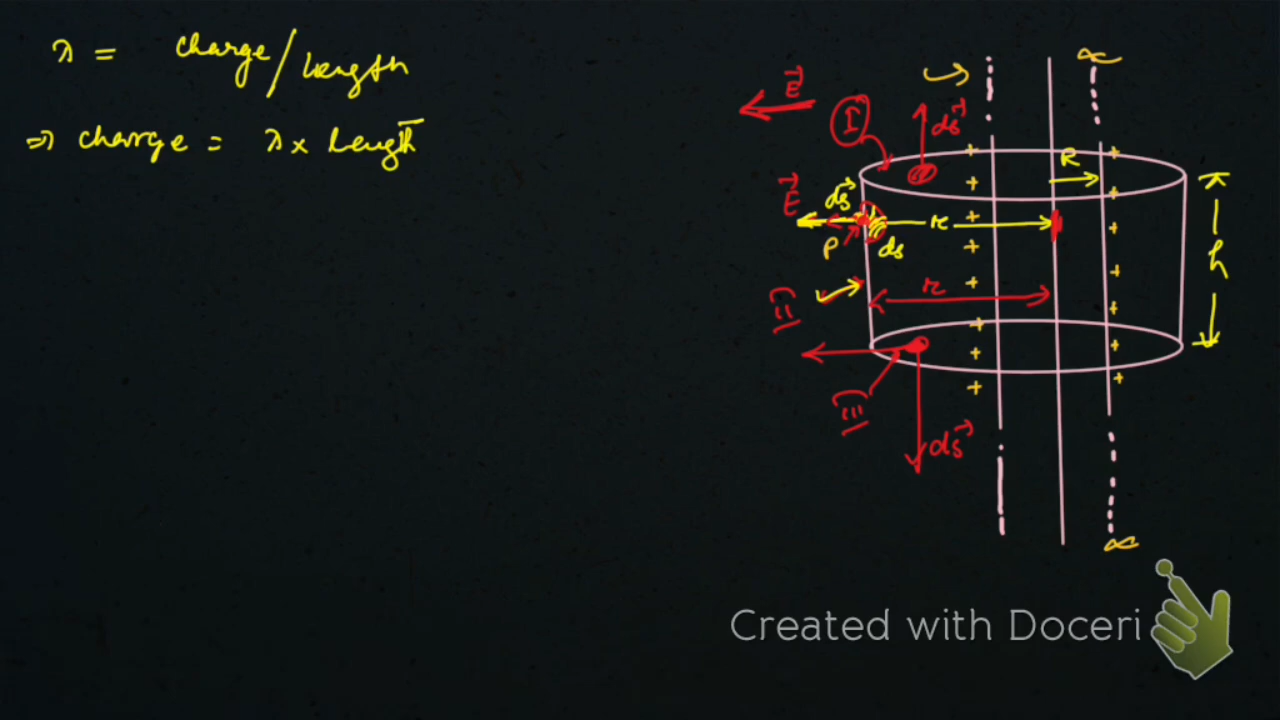 λ = charge/length
⇒ charge = λ × length
∝
E⃗
I
ds⃗
R
ds⃗
E⃗
r
P
ds
h
r
II
III
ds⃗
∝
Created with Doceri